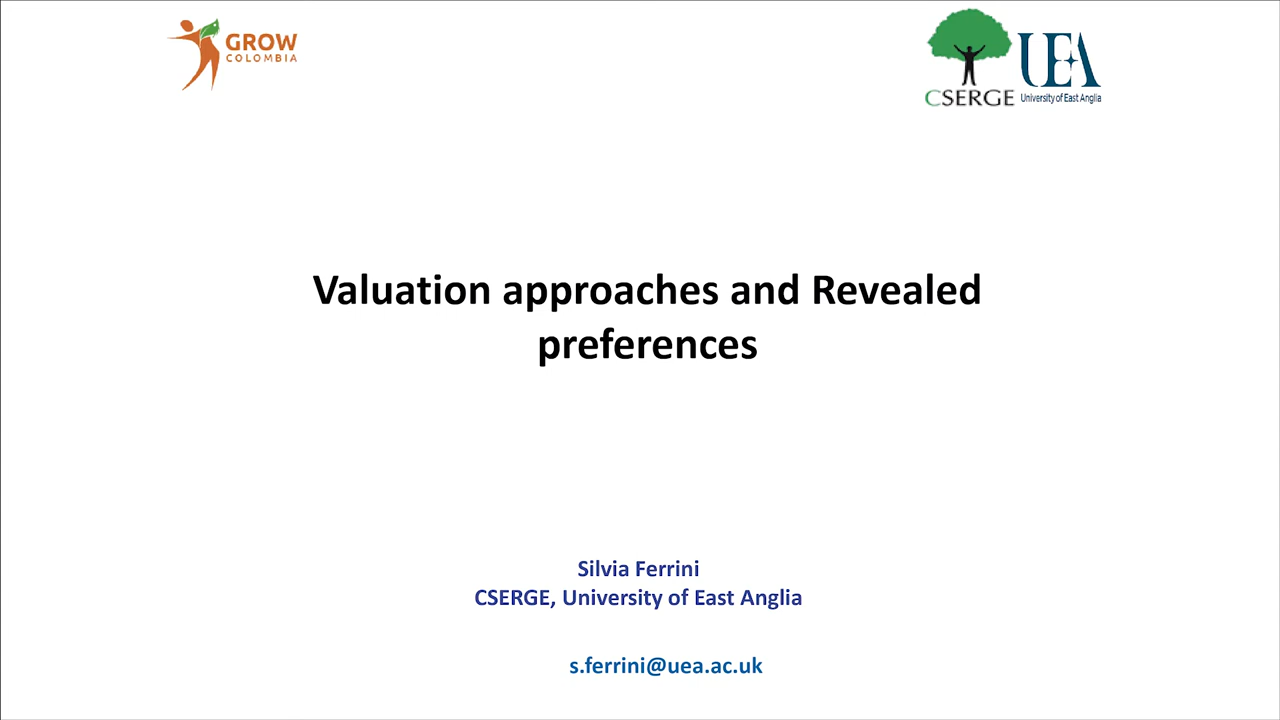 GROW
COLOMBIA
CSERGE
UEA
University of East Anglia
Valuation approaches and Revealed
preferences
Silvia Ferrini
CSERGE, University of East Anglia
s.ferrini@uea.ac.uk